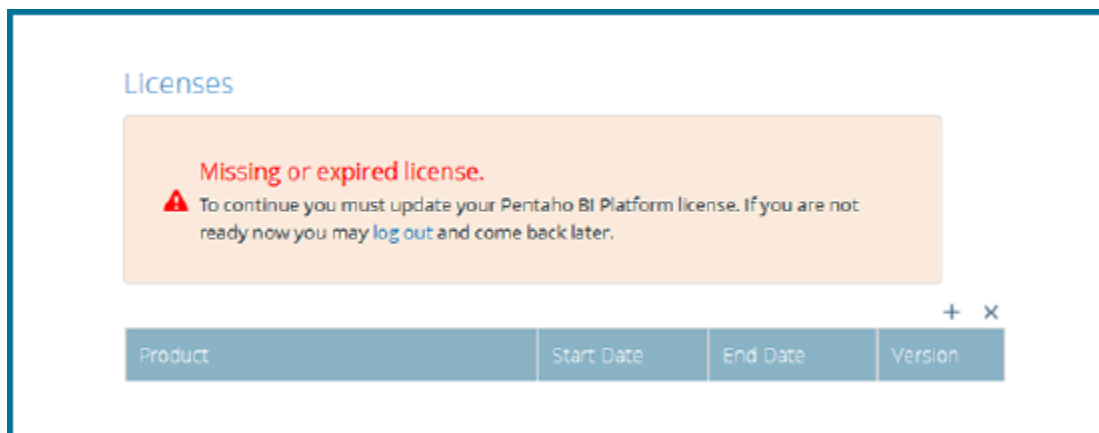 Licenses
Missing or expired license.
To continue you must update your Pentaho BI Platform license. If you are not
ready now you may log out and come back later.
Product Start Date End Date Version